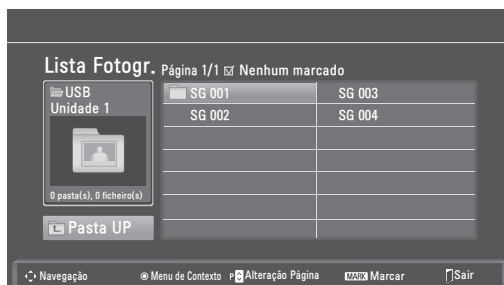 Lista Fotogr. Página 1/1 ☑ Nenhum marcado
USB
Unidade 1
0 pasta(s), 0 ficheiro(s)
Pasta UP
SG 001 SG 003
SG 002 SG 004
Navegação Menu de Contexto P Alteração Página MARK Marcar Sair